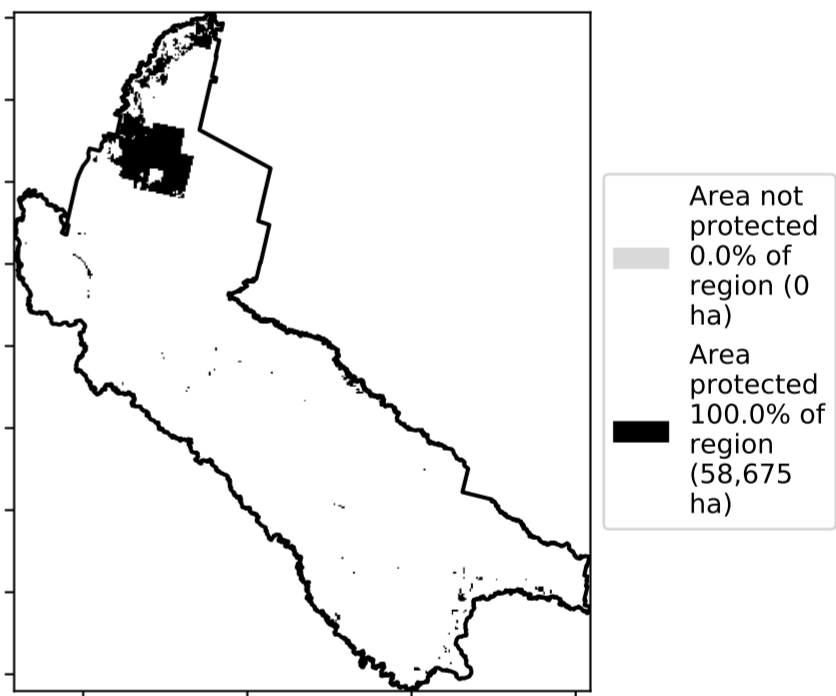 Area not
protected
0.0% of
region (0
ha)
Area
protected
100.0% of
region
(58,675
ha)